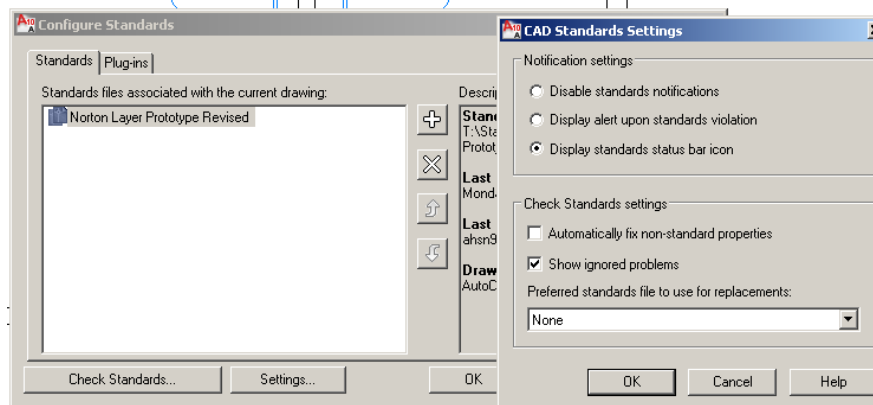 Configure Standards
Standards
Plug-ins
Standards files associated with the current drawing:
Norton Layer Prototype Revised
Check Standards...
Settings...
OK
Last
Last
CAD Standards Settings
Notification settings
Disable standards notifications
Display alert upon standards violation
Display standards status bar icon
Check Standards settings
Automatically fix non-standard properties
Show ignored problems
Preferred standards file to use for replacements:
None
OK
Cancel
Help